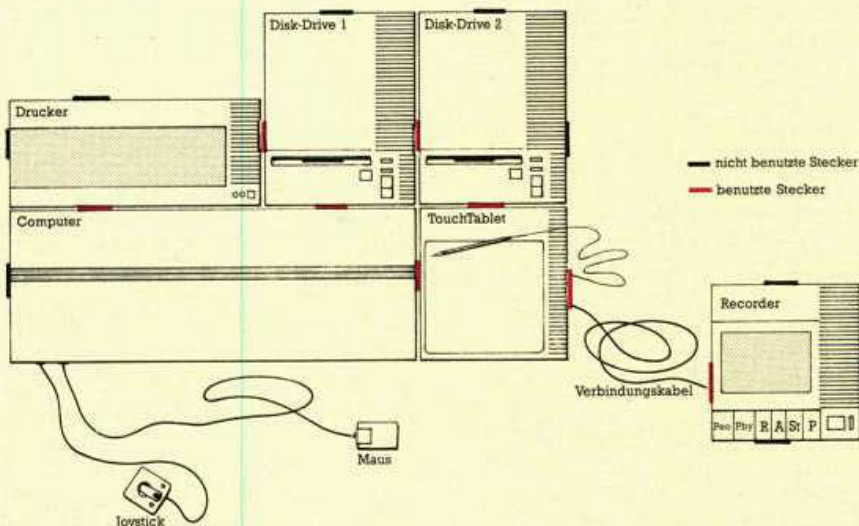 Disk-Drive 1
Disk-Drive 2
Drucker
nicht benutzte Stecker
benutzte Stecker
Computer
TouchTablet
Recorder
Verbindungskabel
R A St P
Maus
Joystick